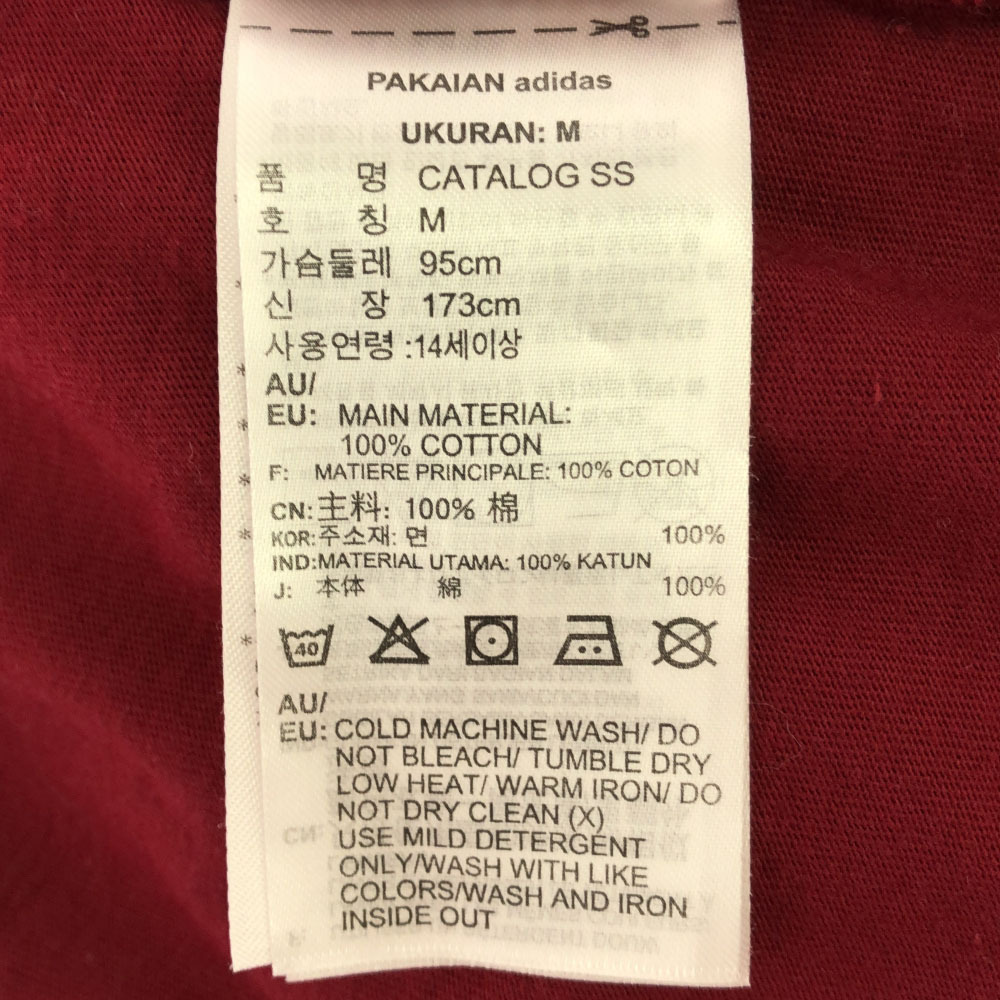 PAKAIAN adidas
UKURAN: M
품 명 CATALOG SS
호 칭 M
가슴둘레 95cm
신 장 173cm
사용연령 :14세이상
AU/
EU: MAIN MATERIAL:
100% COTTON
F: MATIERE PRINCIPALE: 100% COTON
CN: 主料: 100% 棉
KOR: 주소재: 면 100%
IND: MATERIAL UTAMA: 100% KATUN
J: 本体 綿 100%
40
AU/
EU: COLD MACHINE WASH/ DO
NOT BLEACH/ TUMBLE DRY
LOW HEAT/ WARM IRON/ DO
NOT DRY CLEAN (X)
USE MILD DETERGENT
ONLY/WASH WITH LIKE
COLORS/WASH AND IRON
INSIDE OUT